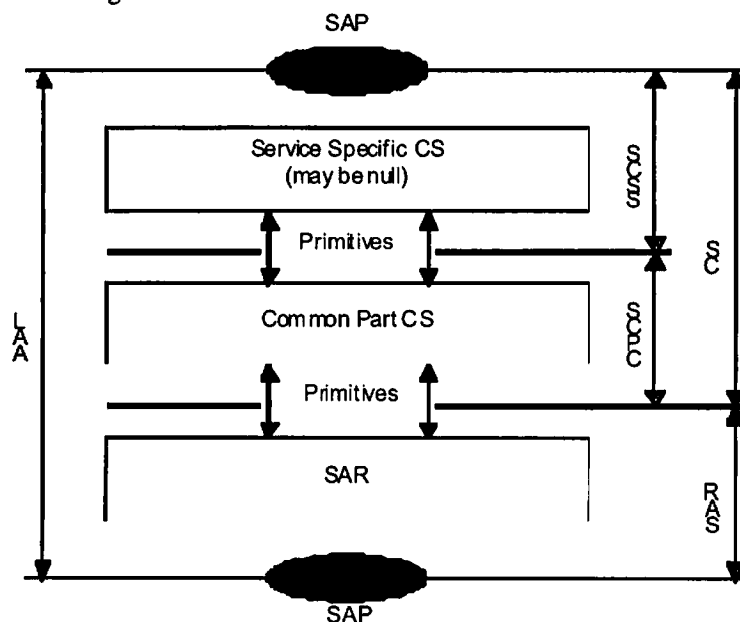 SAP
Service Specific CS
(may be null)
SSCS
Primitives
CS
Common Part CS
AAL
CPCS
Primitives
SAR
SAR
SAP